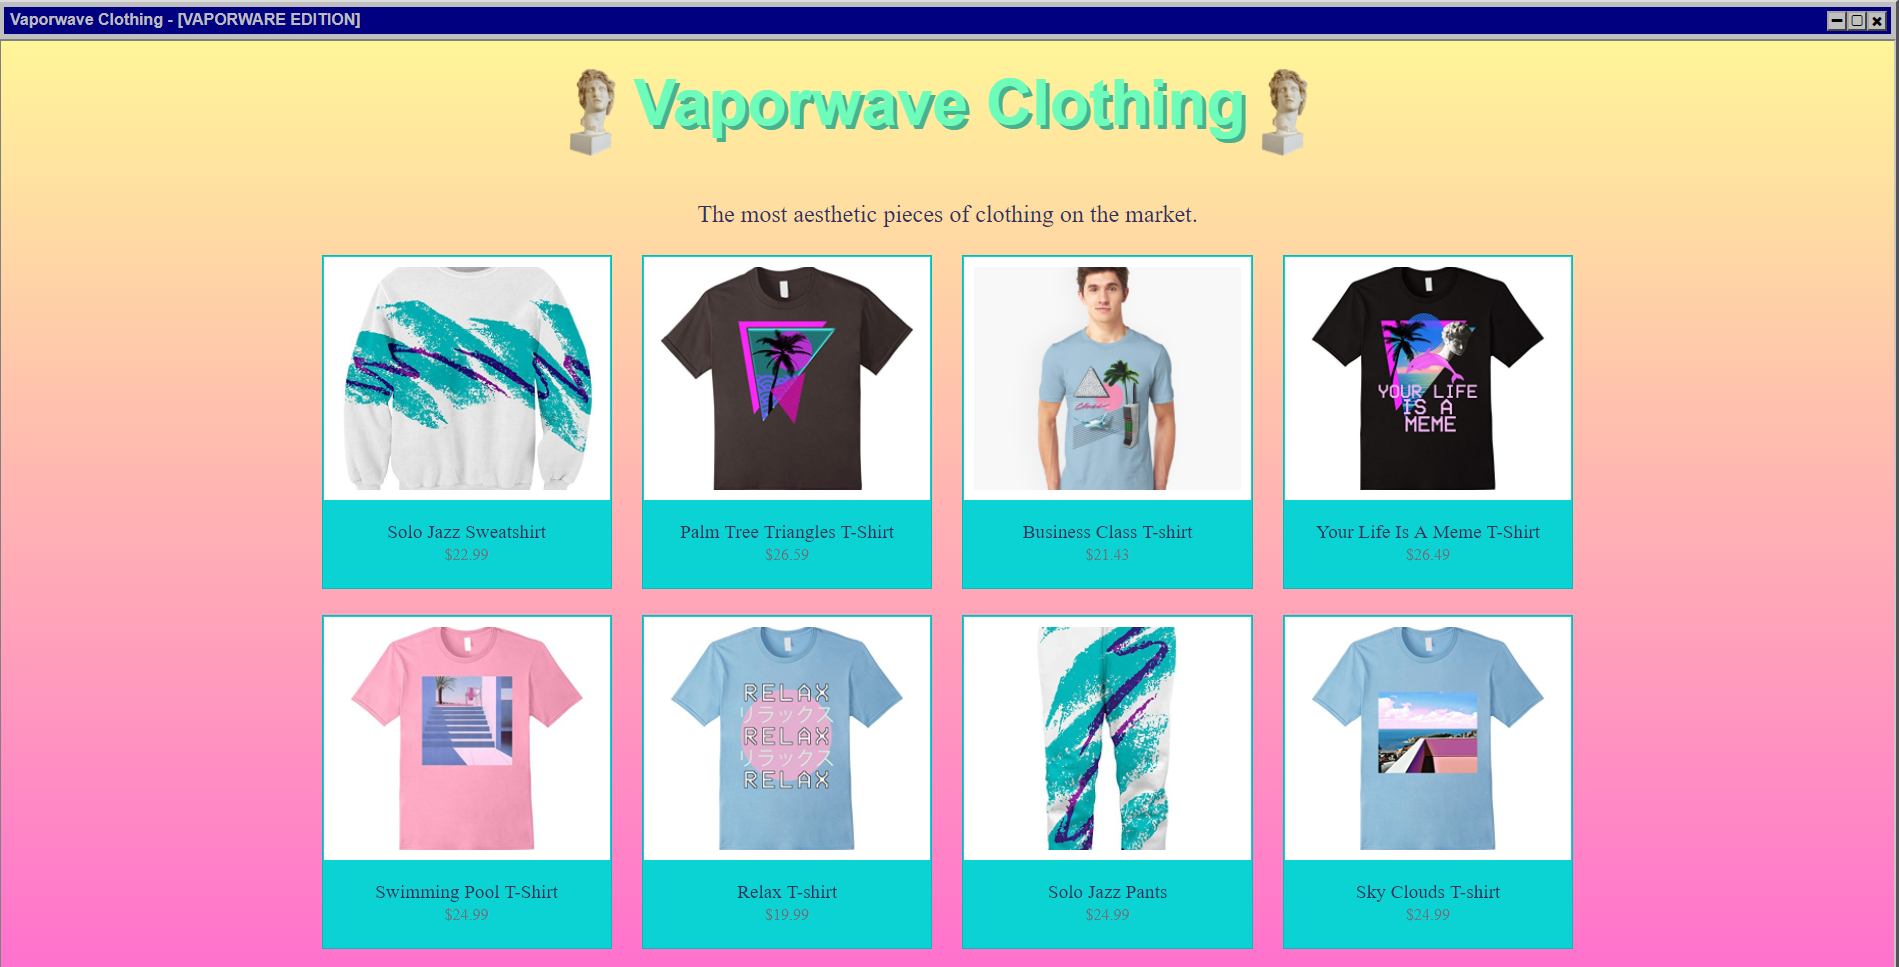 Vaporwave Clothing - [VAPORWARE EDITION]
Vaporwave Clothing
The most aesthetic pieces of clothing on the market.
Class
YOUR LIFE
IS A
MEME
Solo Jazz Sweatshirt
$22.99
Palm Tree Triangles T-Shirt
$26.59
Business Class T-shirt
$21.43
Your Life Is A Meme T-Shirt
$26.49
RELAX
リラックス
RELAX
リラックス
RELAX
Swimming Pool T-Shirt
$24.99
Relax T-shirt
$19.99
Solo Jazz Pants
$24.99
Sky Clouds T-shirt
$24.99